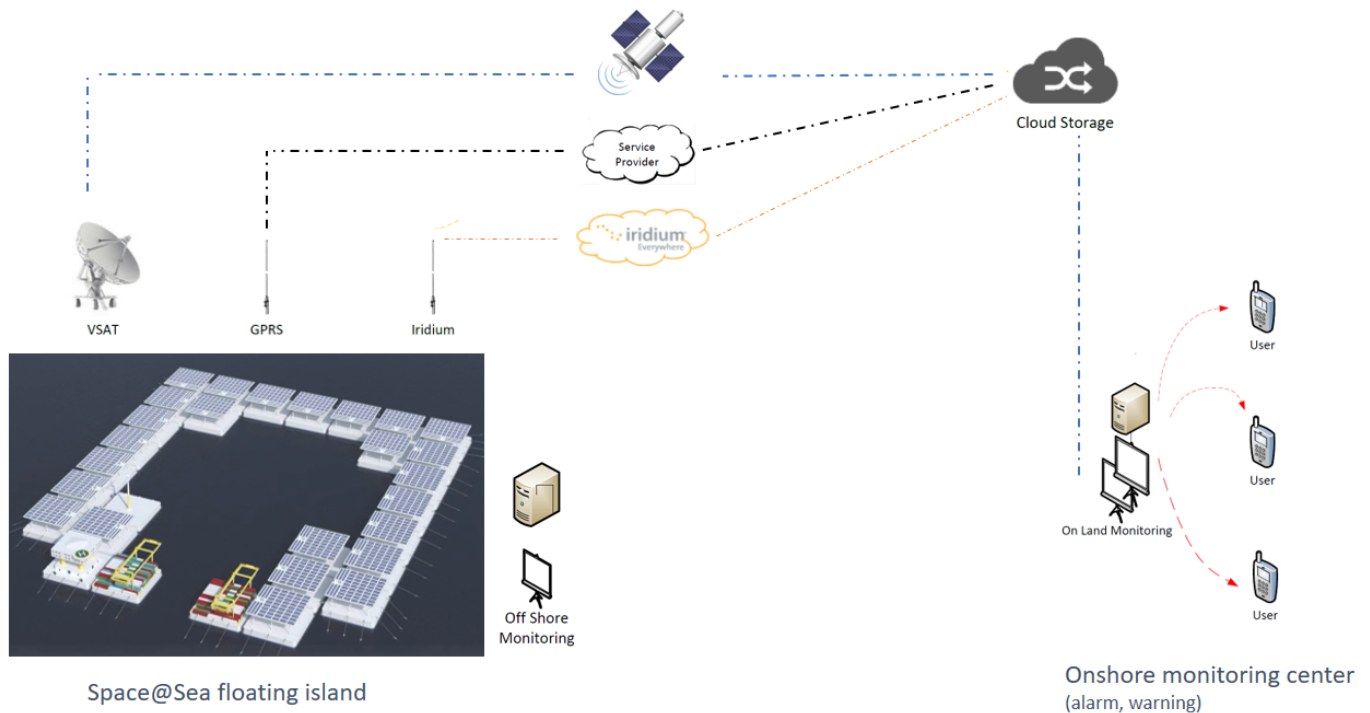 Cloud Storage
Service
Provider
iridium
Everywhere
VSAT
GPRS
Iridium
User
User
On Land Monitoring
User
Off Shore
Monitoring
Space@Sea floating island
Onshore monitoring center
(alarm, warning)